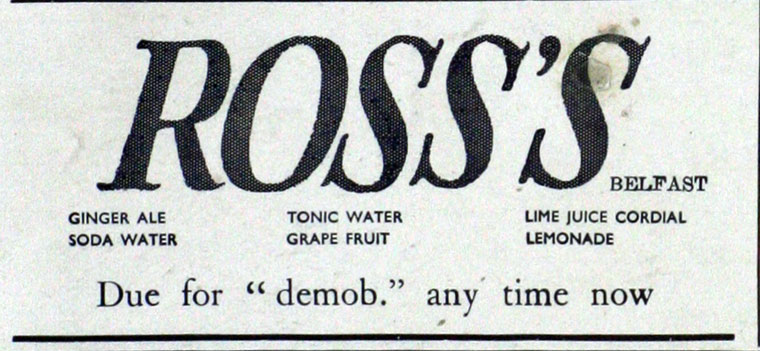 ROSS'S
BELFAST
GINGER ALE TONIC WATER LIME JUICE CORDIAL
SODA WATER GRAPE FRUIT LEMONADE
Due for "demob." any time now